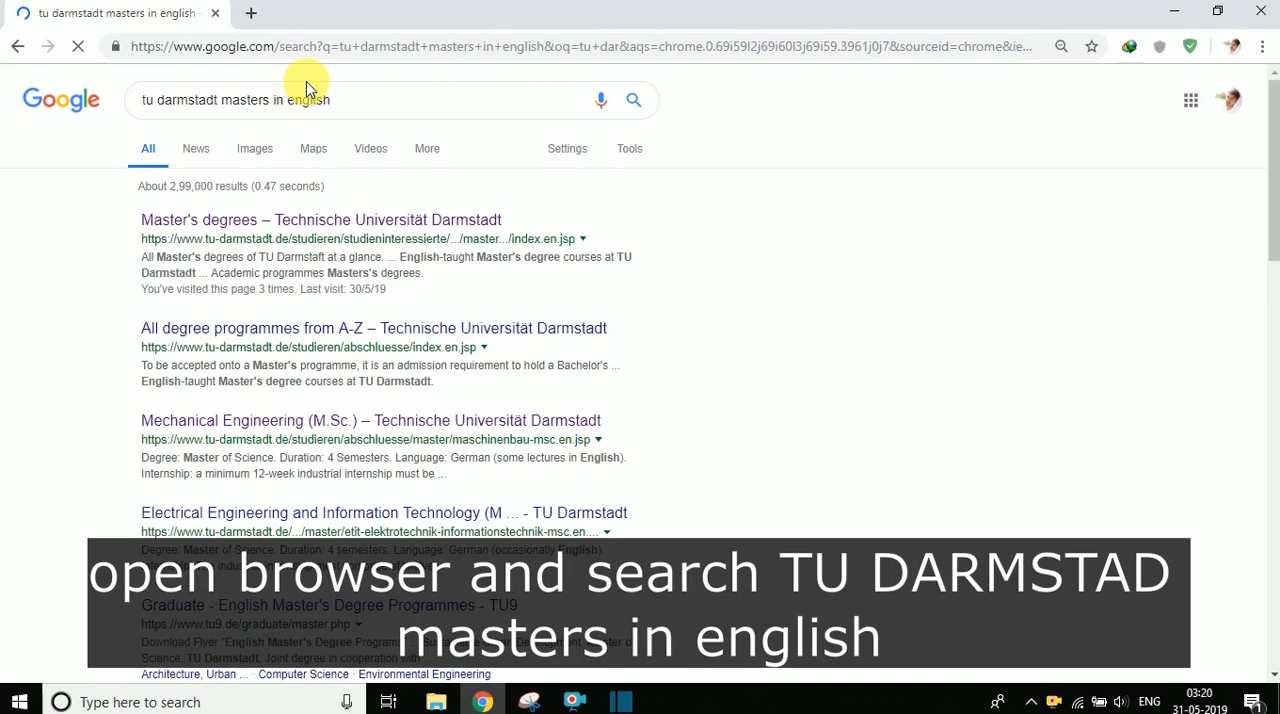 tu darmstadt masters in english -
https://www.google.com/search?q=tu+darmstadt+masters+in+english&oq=tu+dar&aqs=chrome.0.69i59l2j69i60l3j69i59.3961j0j7&sourceid=chrome&ie...
Google
tu darmstadt masters in english
All News Images Maps Videos More Settings Tools
About 2,99,000 results (0.47 seconds)
Master's degrees – Technische Universität Darmstadt
https://www.tu-darmstadt.de/studieren/studieninteressierte/.../master.../index.en.jsp
All Master's degrees of TU Darmstaft at a glance. ... English-taught Master's degree courses at TU
Darmstadt ... Academic programmes Masters's degrees.
You've visited this page 3 times. Last visit: 30/5/19
All degree programmes from A-Z – Technische Universität Darmstadt
https://www.tu-darmstadt.de/studieren/abschluesse/index.en.jsp
To be accepted onto a Master's programme, it is an admission requirement to hold a Bachelor's ...
English-taught Master's degree courses at TU Darmstadt.
Mechanical Engineering (M.Sc.) – Technische Universität Darmstadt
https://www.tu-darmstadt.de/studieren/abschluesse/master/maschinenbau-msc.en.jsp
Degree: Master of Science. Duration: 4 Semesters. Language: German (some lectures in English).
Internship: a minimum 12-week industrial internship must be ...
Electrical Engineering and Information Technology (M ... - TU Darmstadt
https://www.tu-darmstadt.de/.../master/etit-elektrotechnik-informationstechnik-msc.en....
Degree: Master of Science. Duration: 4 semesters. Language: German (occasionally English)
open browser and search TU DARMSTAD
masters in english
Graduate - English Master's Degree Programmes - TU9
https://www.tu9.de/graduate/master.php
Download Flyer "English Master's Degree Programs
Science, TU Darmstadt, Joint degree in cooperation with
Architecture, Urban ... · Computer Science · Environmental Engineering
Type here to search
ENG
03:20
31-05-2019
1